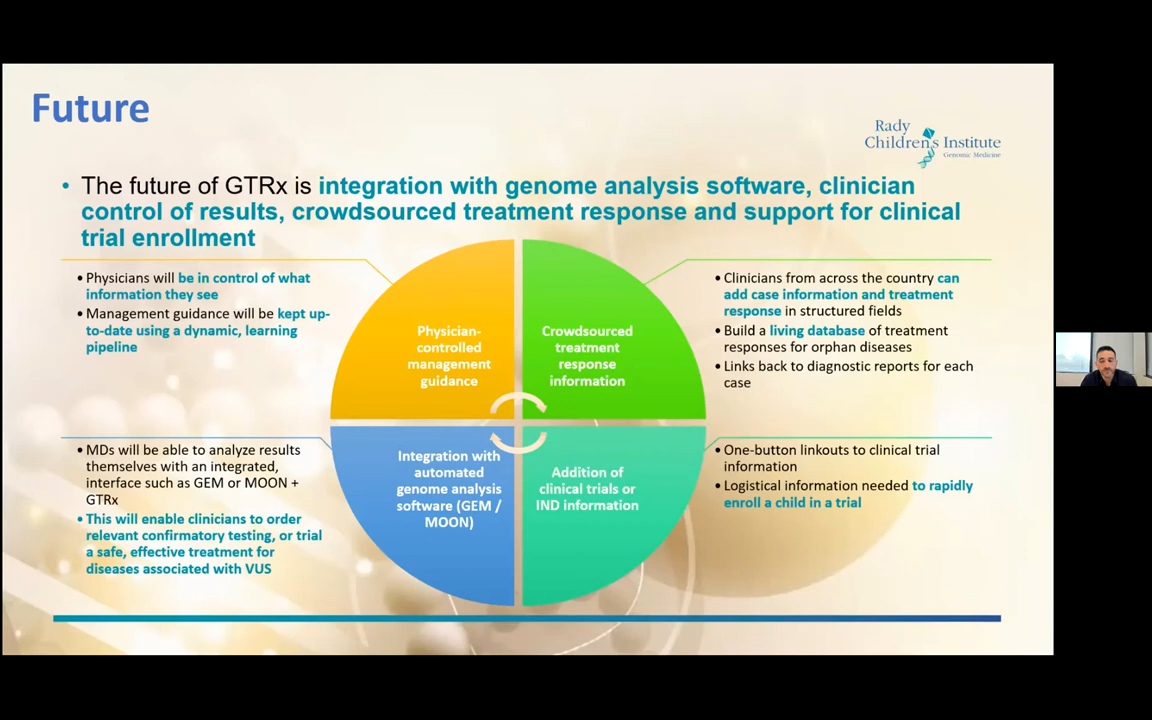 Future
Rady
Children's Institute
Genomic Medicine
• The future of GTRx is integration with genome analysis software, clinician
control of results, crowdsourced treatment response and support for clinical
trial enrollment
• Physicians will be in control of what
information they see
• Management guidance will be kept up-
to-date using a dynamic, learning
pipeline
Physician-
controlled
management
guidance
Crowdsourced
treatment
response
information
• Clinicians from across the country can
add case information and treatment
response in structured fields
• Build a living database of treatment
responses for orphan diseases
• Links back to diagnostic reports for each
case
• MDs will be able to analyze results
themselves with an integrated,
interface such as GEM or MOON +
GTRx
• This will enable clinicians to order
relevant confirmatory testing, or trial
a safe, effective treatment for
diseases associated with VUS
Integration with
automated
genome analysis
software (GEM /
MOON)
Addition of
clinical trials or
IND information
• One-button linkouts to clinical trial
information
• Logistical information needed to rapidly
enroll a child in a trial